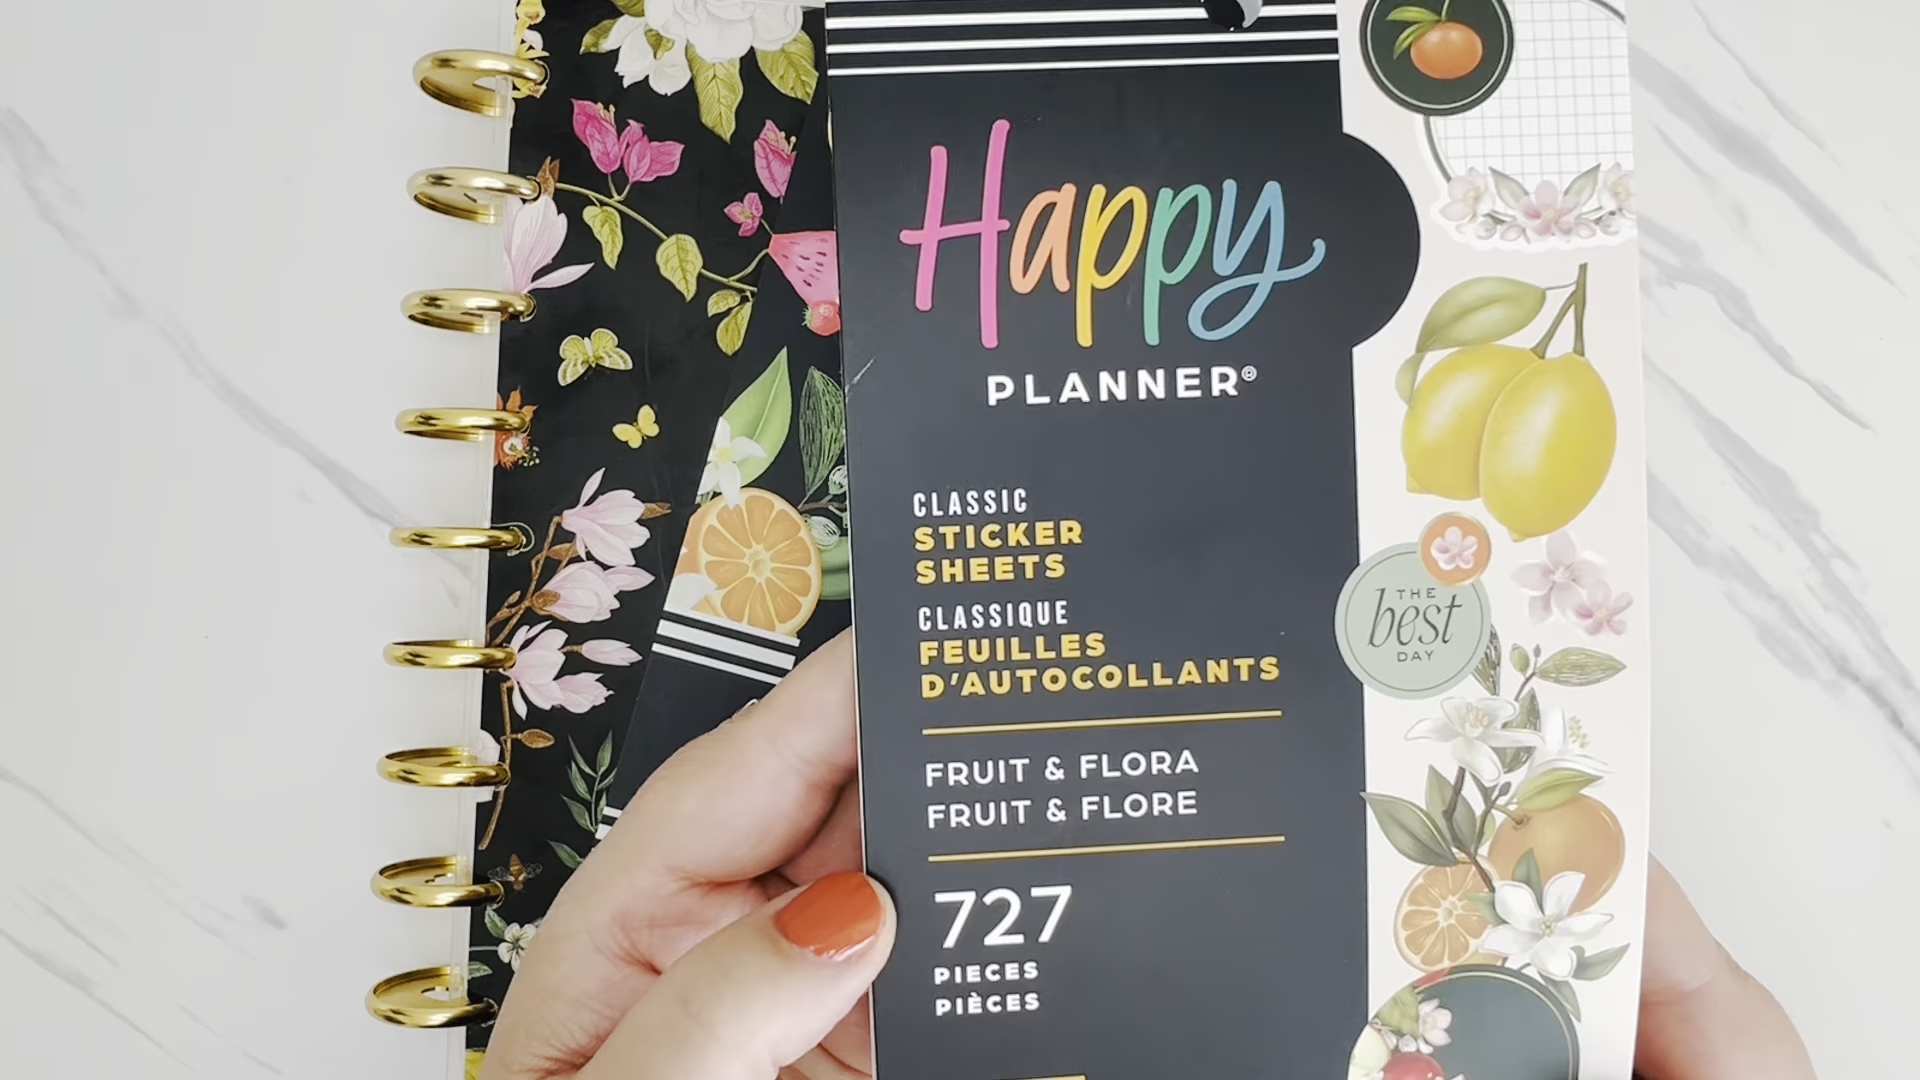 Happy
PLANNER®
CLASSIC
STICKER
SHEETS
CLASSIQUE
FEUILLES
D'AUTOCOLLANTS
FRUIT & FLORA
FRUIT & FLORE
727
PIECES
PIÈCES
THE
best
DAY